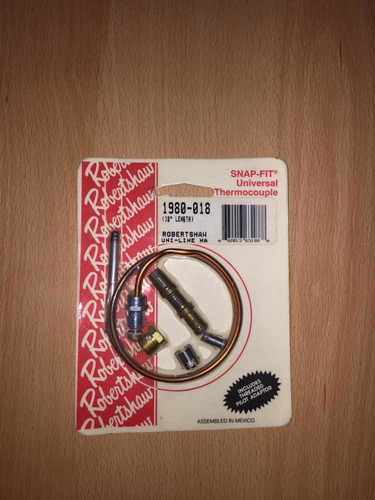 SNAP-FIT®
Universal
Thermocouple
1980-018
(18" LENGTH)
ROBERTSHAW
UNI-LINE NA
Robertshaw
Robertshaw
Robertshaw
Robertshaw
INCLUDES
THREADED
PILOT ADAPTOR
ASSEMBLED IN MEXICO